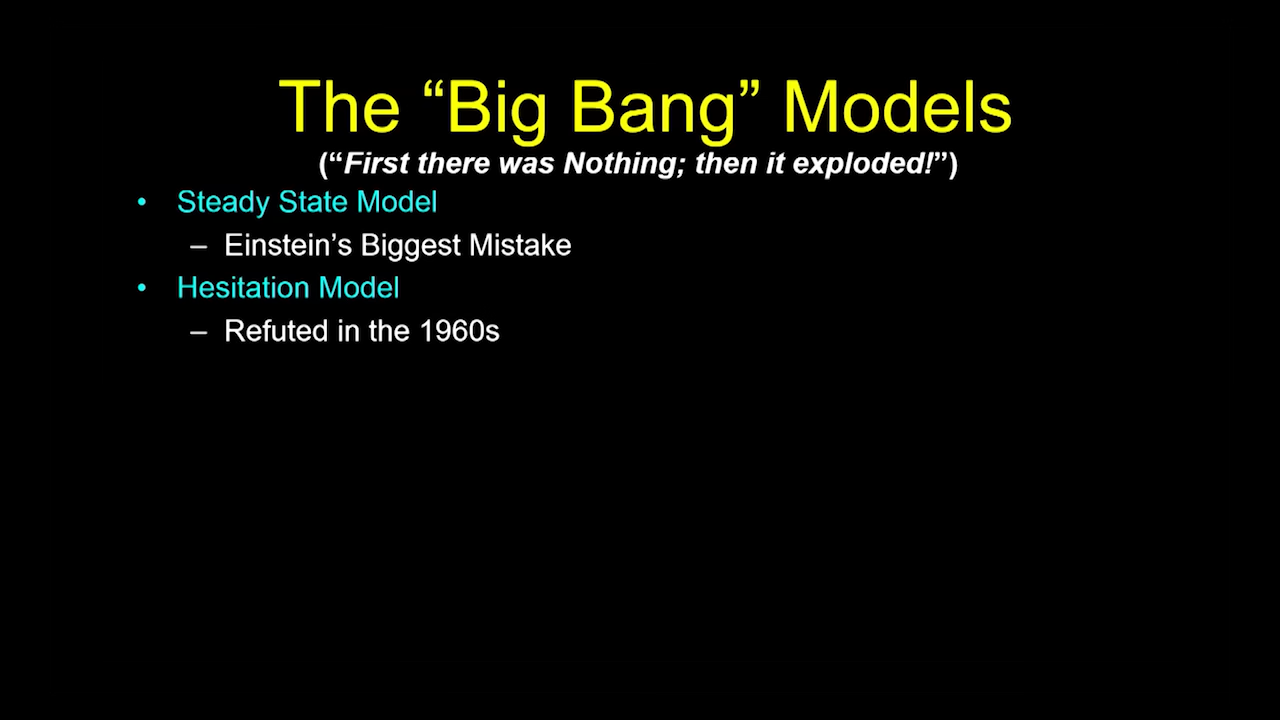 The “Big Bang” Models
(“First there was Nothing; then it exploded!”)
• Steady State Model
– Einstein’s Biggest Mistake
• Hesitation Model
– Refuted in the 1960s